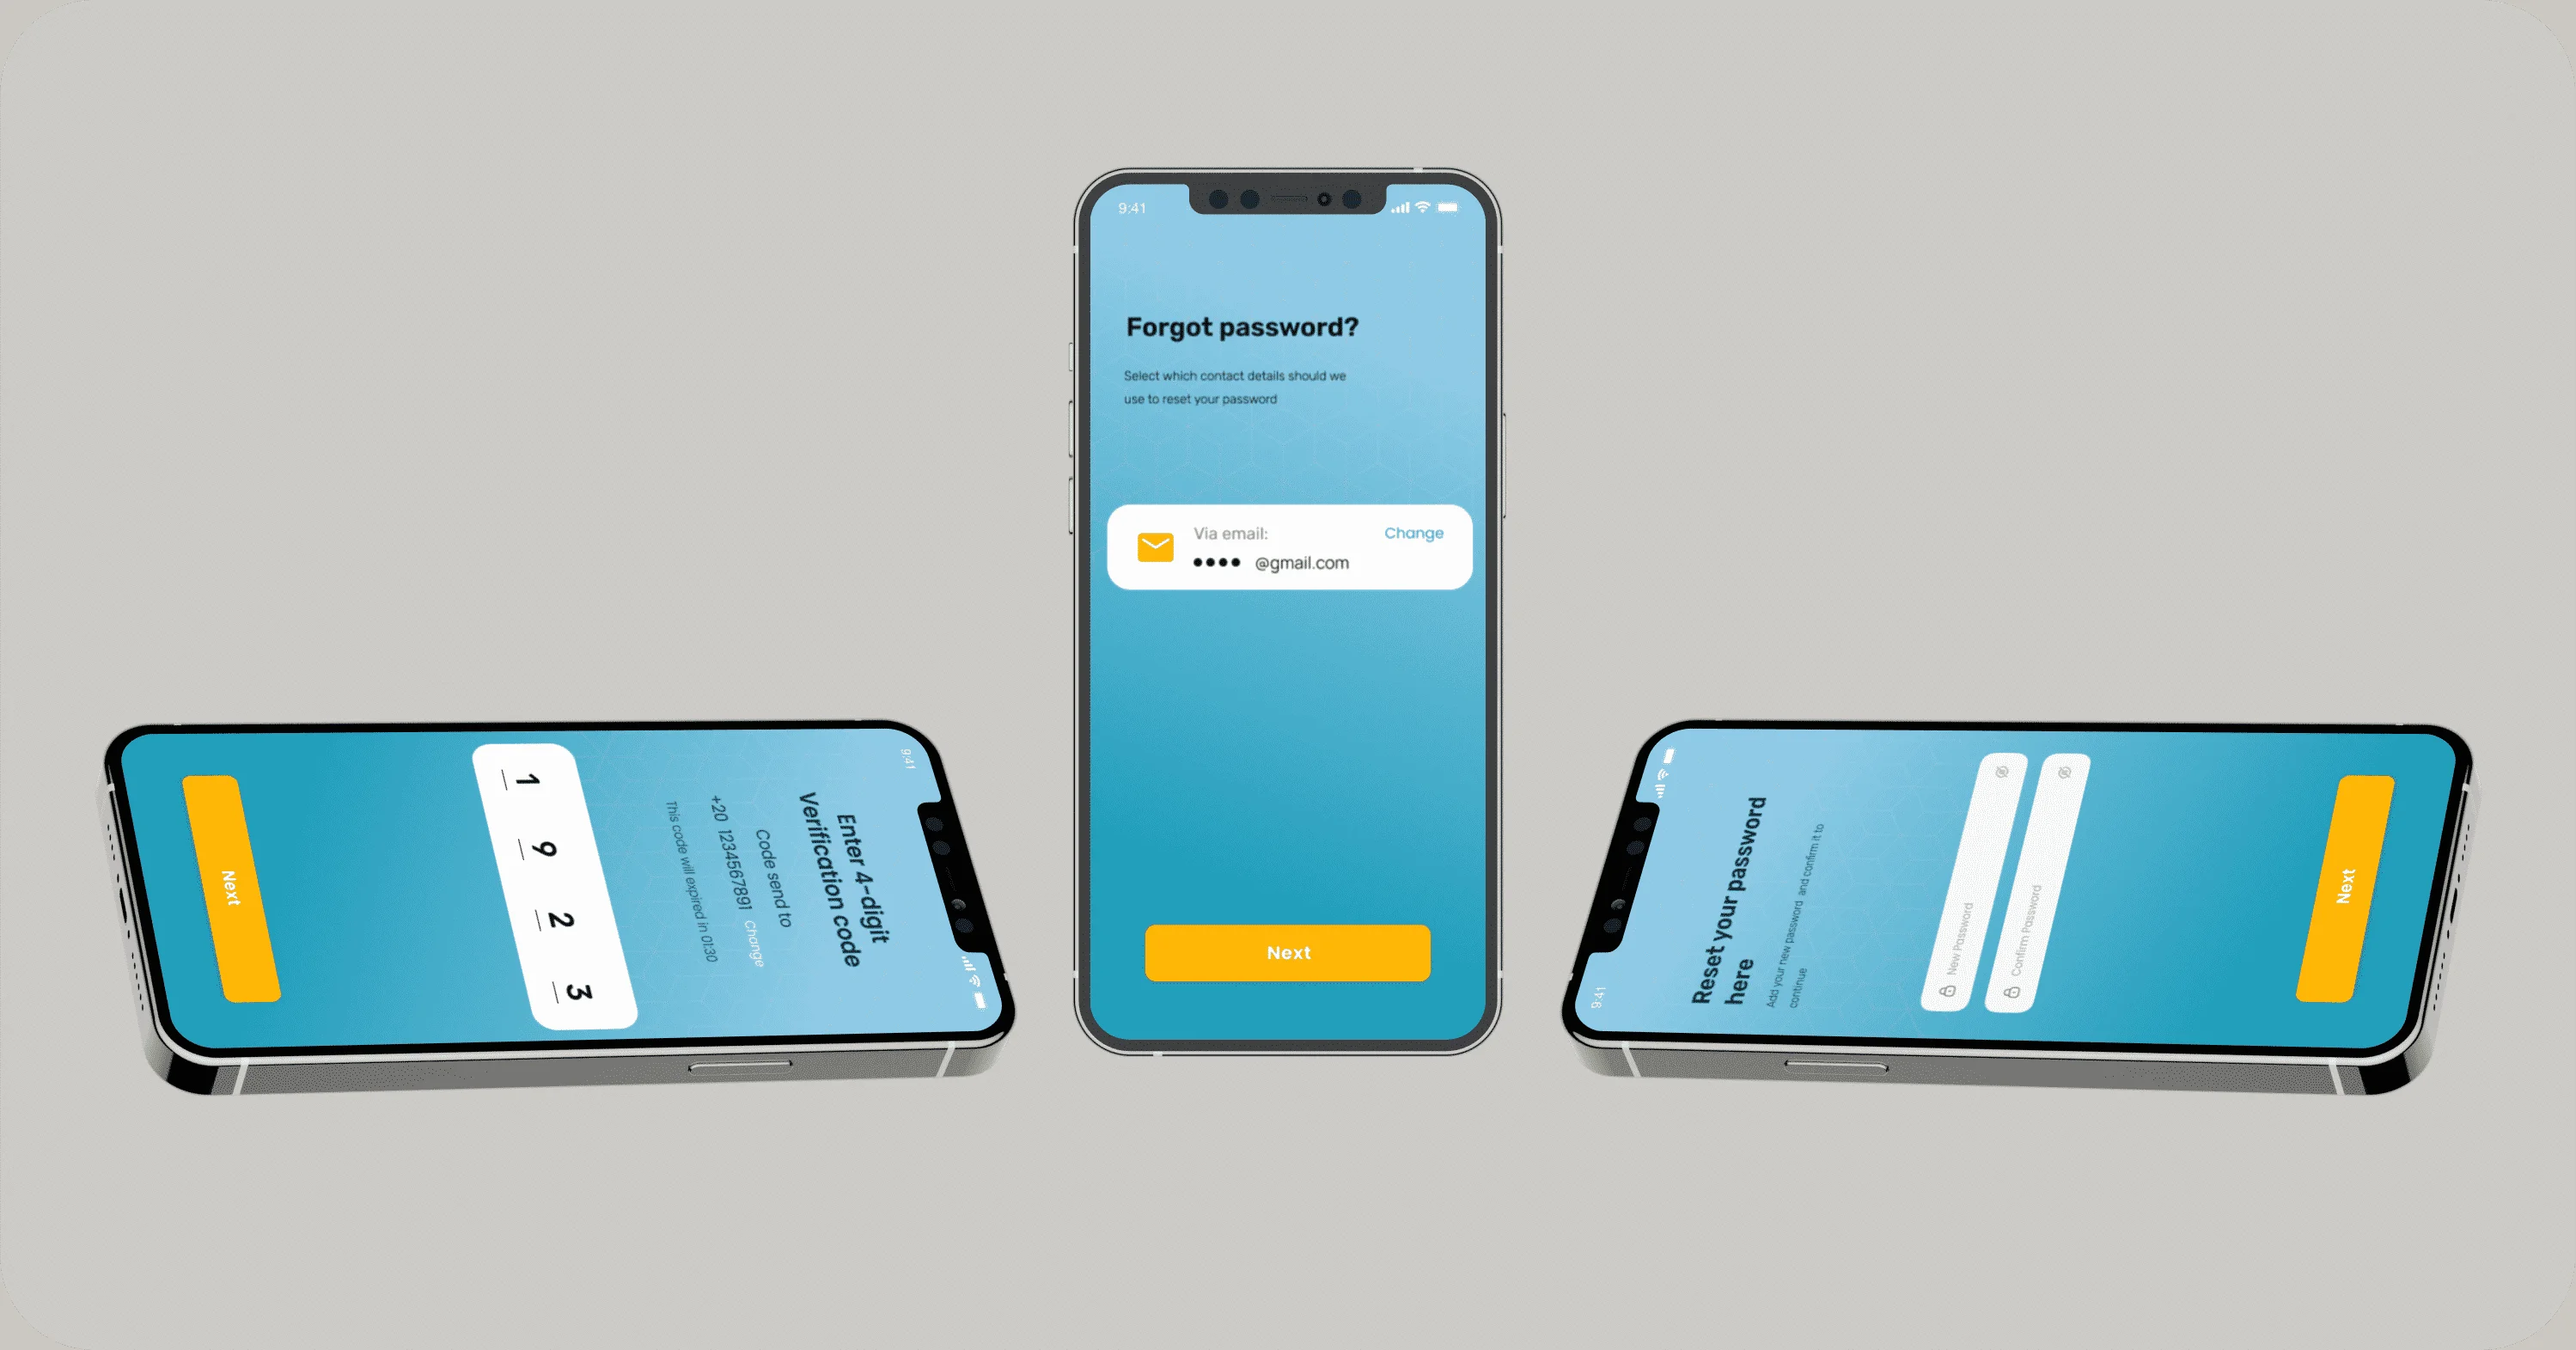 9:41
Enter 4-digit
Verification code
Code send to
+20 1234567891 Change
This code will expired in 01:30
1 9 2 3
Next
9:41
Forgot password?
Select which contact details should we
use to reset your password
Via email:
Change
•••• @gmail.com
Next
9:41
Reset your password
here
Add your new password and confirm it to
continue
New Password
Confirm Password
Next